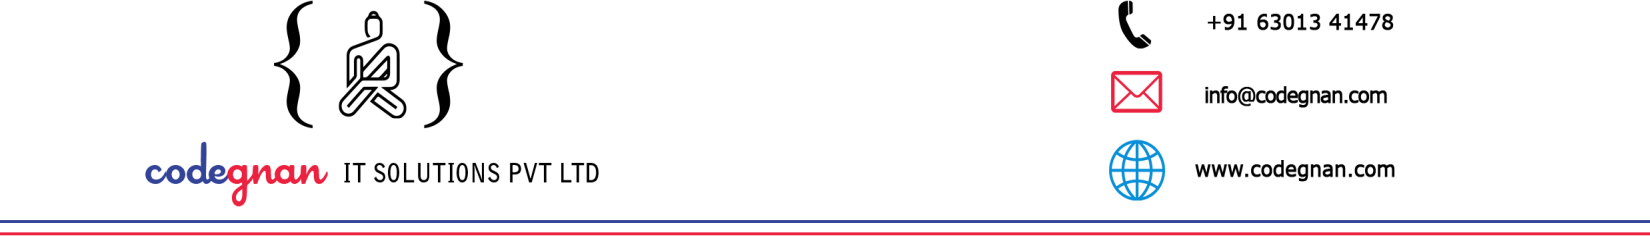 +91 63013 41478
info@codegnan.com
codegnan IT SOLUTIONS PVT LTD
www.codegnan.com